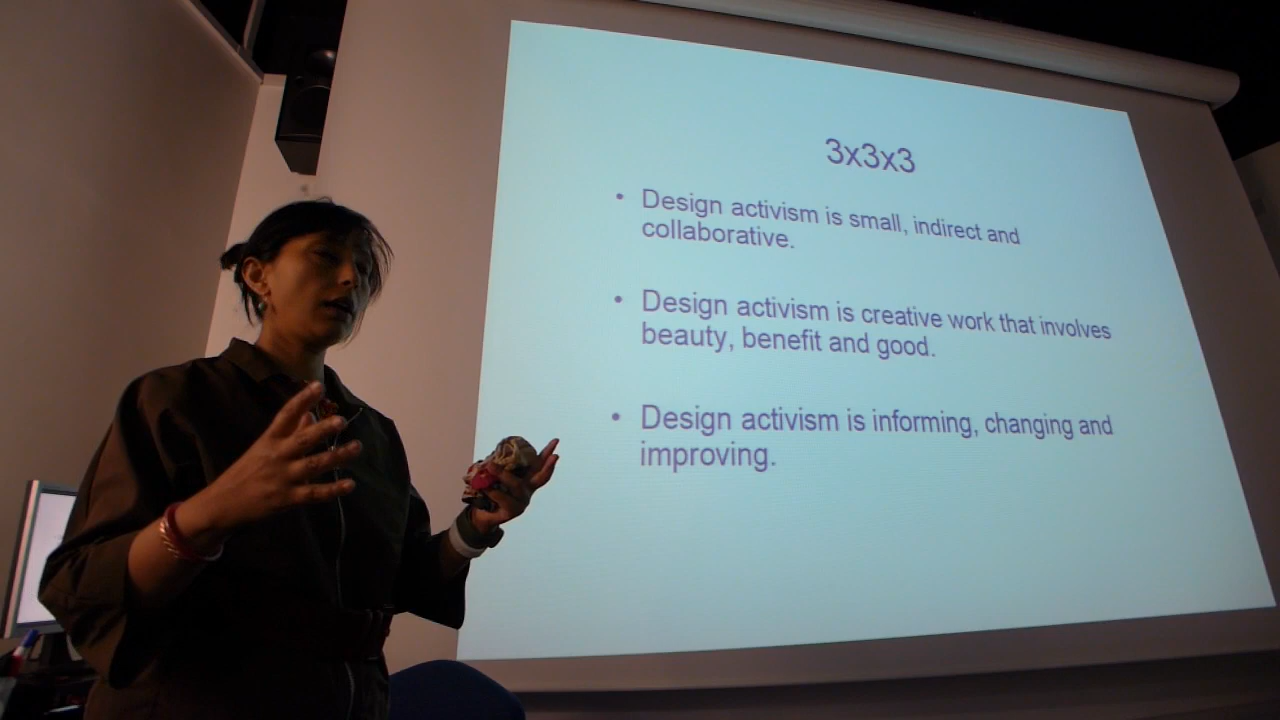 3x3x3
• Design activism is small, indirect and
collaborative.
• Design activism is creative work that involves
beauty, benefit and good.
• Design activism is informing, changing and
improving.